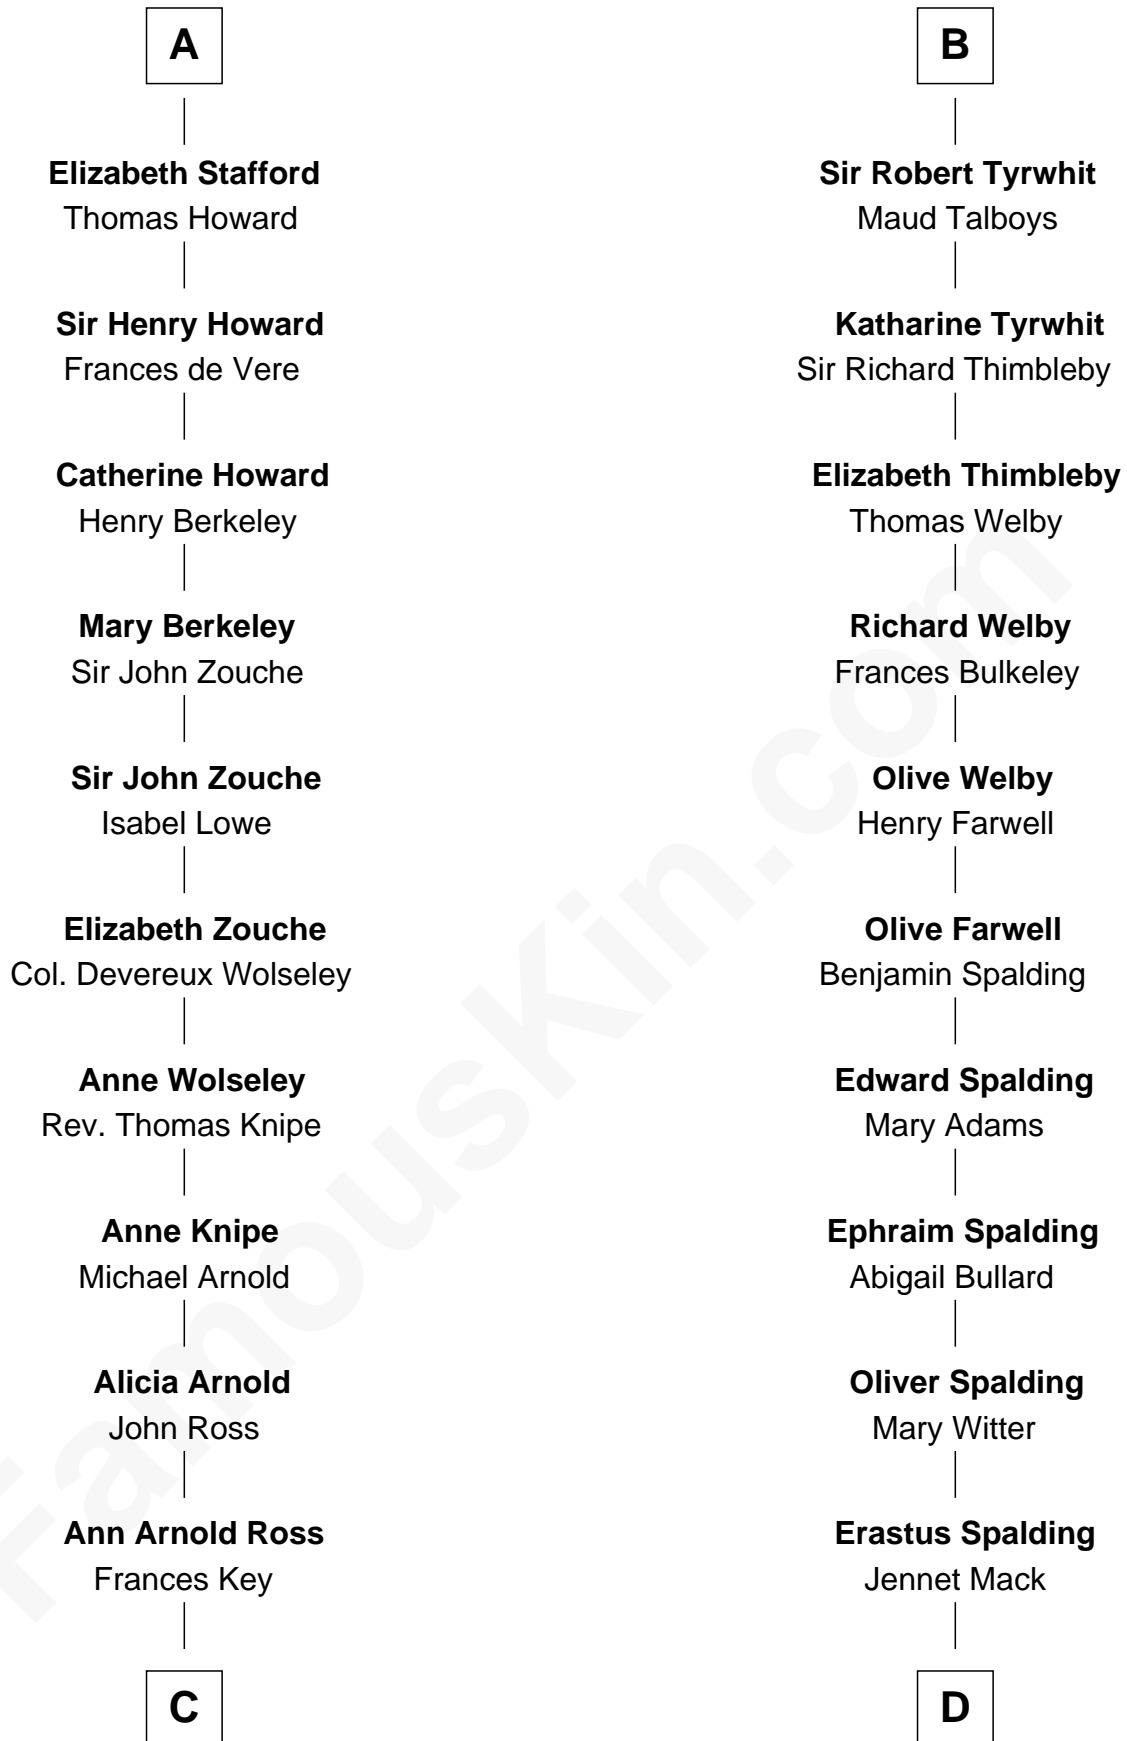 A
Elizabeth Stafford
Thomas Howard
Sir Henry Howard
Frances de Vere
Catherine Howard
Henry Berkeley
Mary Berkeley
Sir John Zouche
Sir John Zouche
Isabel Lowe
Elizabeth Zouche
Col. Devereux Wolseley
Anne Wolseley
Rev. Thomas Knipe
Anne Knipe
Michael Arnold
Alicia Arnold
John Ross
Ann Arnold Ross
Frances Key
C
B
Sir Robert Tyrwhit
Maud Talboys
Katharine Tyrwhit
Sir Richard Thimbleby
Elizabeth Thimbleby
Thomas Welby
Richard Welby
Frances Bulkeley
Olive Welby
Henry Farwell
Olive Farwell
Benjamin Spalding
Edward Spalding
Mary Adams
Ephraim Spalding
Abigail Bullard
Oliver Spalding
Mary Witter
Erastus Spalding
Jennet Mack
D
FamousKin.com